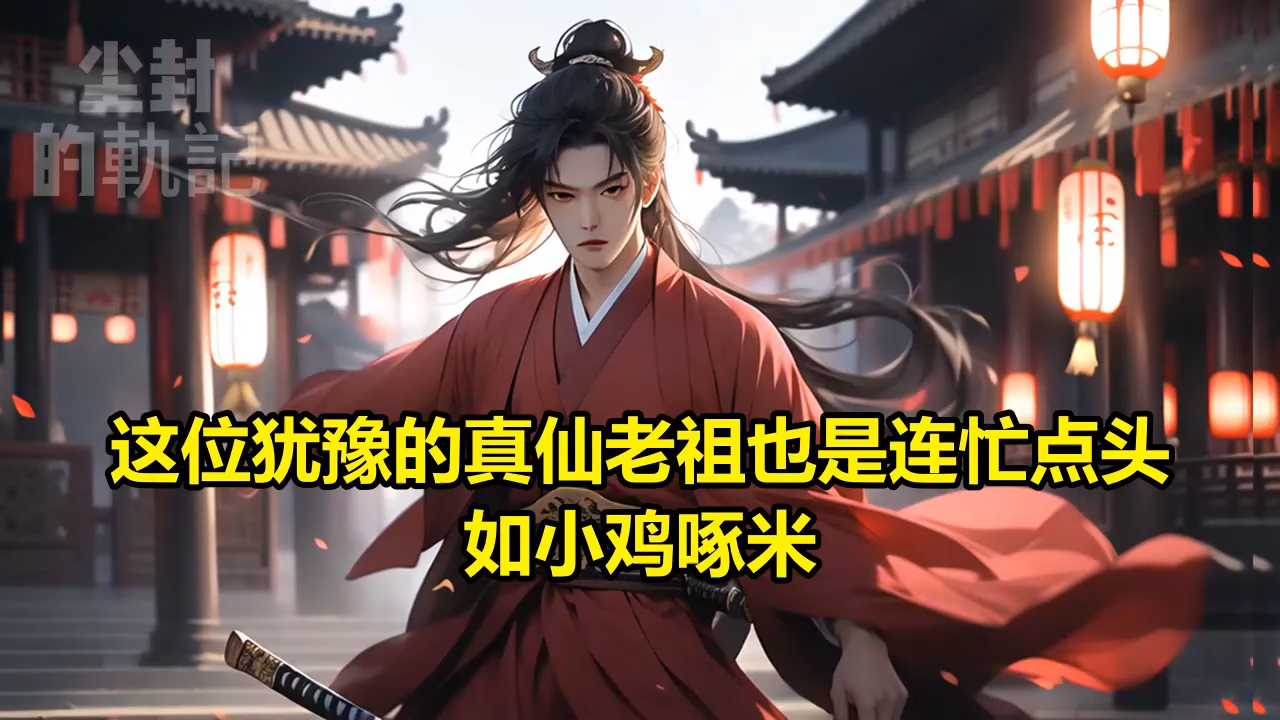 尘封
的軌記
这位犹豫的真仙老祖也是连忙点头
如小鸡啄米